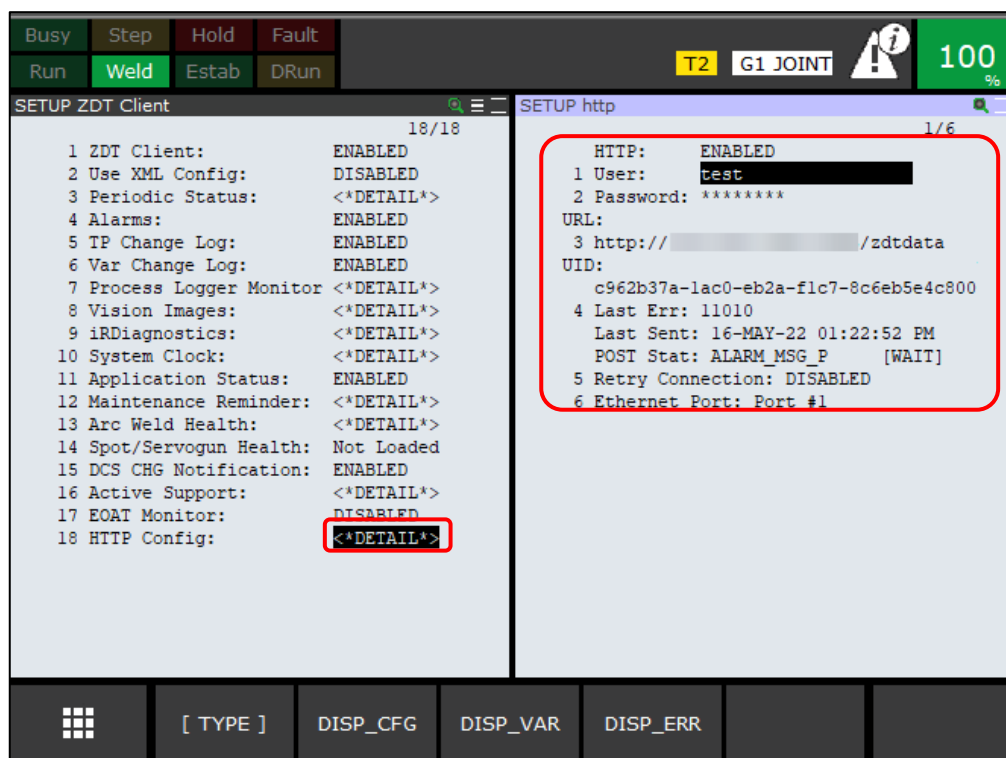 Busy Step Hold Fault
Run Weld Estab DRun
T2 G1 JOINT
100
%
SETUP ZDT Client
18/18
1 ZDT Client: ENABLED
2 Use XML Config: DISABLED
3 Periodic Status: <*DETAIL*>
4 Alarms: ENABLED
5 TP Change Log: ENABLED
6 Var Change Log: ENABLED
7 Process Logger Monitor <*DETAIL*>
8 Vision Images: <*DETAIL*>
9 iRDiagnostics: <*DETAIL*>
10 System Clock: <*DETAIL*>
11 Application Status: ENABLED
12 Maintenance Reminder: <*DETAIL*>
13 Arc Weld Health: <*DETAIL*>
14 Spot/Servogun Health: Not Loaded
15 DCS CHG Notification: ENABLED
16 Active Support: <*DETAIL*>
17 EOAT Monitor: DISABLED
18 HTTP Config: <*DETAIL*>
SETUP http
1/6
HTTP: ENABLED
1 User: test
2 Password: ********
URL:
3 http:// /zdtdata
UID:
c962b37a-1ac0-eb2a-f1c7-8c6eb5e4c800
4 Last Err: 11010
Last Sent: 16-MAY-22 01:22:52 PM
POST Stat: ALARM_MSG_P [WAIT]
5 Retry Connection: DISABLED
6 Ethernet Port: Port #1
[ TYPE ] DISP_CFG DISP_VAR DISP_ERR